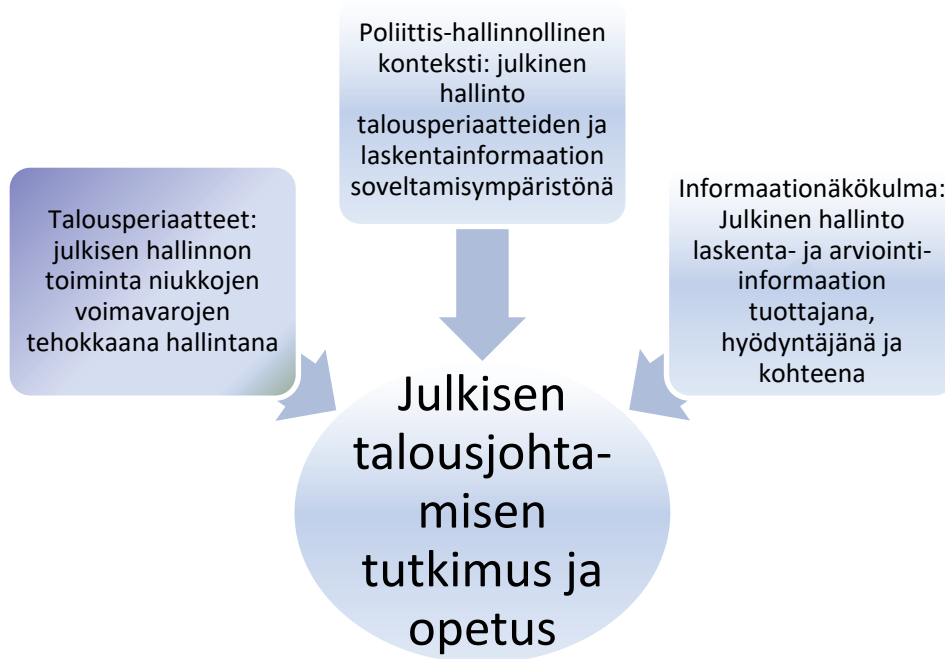 Poliittis-hallinnollinen
konteksti: julkinen
hallinto
talousperiaatteiden ja
laskentainformaation
soveltamisympäristönä
Talousperiaatteet:
julkisen hallinnon
toiminta niukkojen
voimavarojen
tehokkaana hallintana
Informaationäkökulma:
Julkinen hallinto
laskenta- ja arviointi-
informaation
tuottajana,
hyödyntäjänä ja
kohteena
Julkisen
talousjohta-
misen
tutkimus ja
opetus